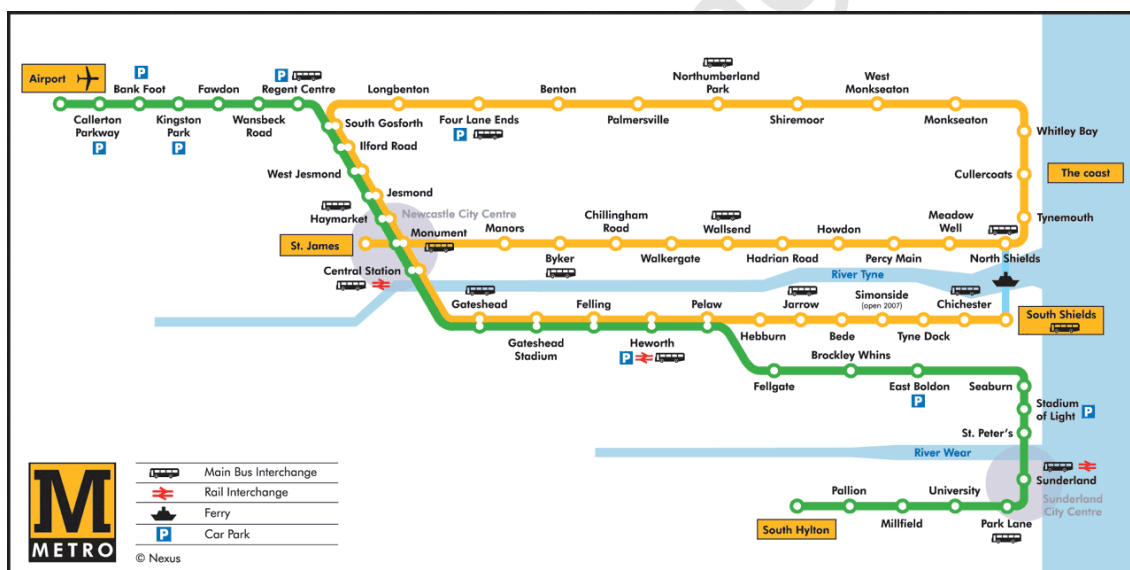 Airport
Bank Foot
Fawdon
Regent Centre
Callerton
Parkway
Kingston
Park
Wansbeck
Road
Longbenton
Four Lane Ends
Benton
Palmersville
Northumberland
Park
Shiremoor
West
Monkseaton
Monkseaton
South Gosforth
Ilford Road
West Jesmond
Jesmond
Haymarket
Newcastle City Centre
Whitley Bay
Cullercoats
The coast
Tynemouth
St. James
Monument
Manors
Byker
Chillingham
Road
Walkergate
Wallsend
Hadrian Road
Howdon
Percy Main
Meadow
Well
North Shields
Central Station
River Tyne
Gateshead
Gateshead
Stadium
Felling
Heworth
Pelaw
Hebburn
Jarrow
Bede
Simonside
(open 2007)
Tyne Dock
Chichester
South Shields
Fellgate
Brockley Whins
East Boldon
Seaburn
Stadium
of Light
St. Peter's
River Wear
Sunderland
Sunderland
City Centre
South Hylton
Pallion
Millfield
University
Park Lane
P
P
P
P
P
P
P
P
M
METRO
Main Bus Interchange
Rail Interchange
Ferry
P
Car Park
© Nexus